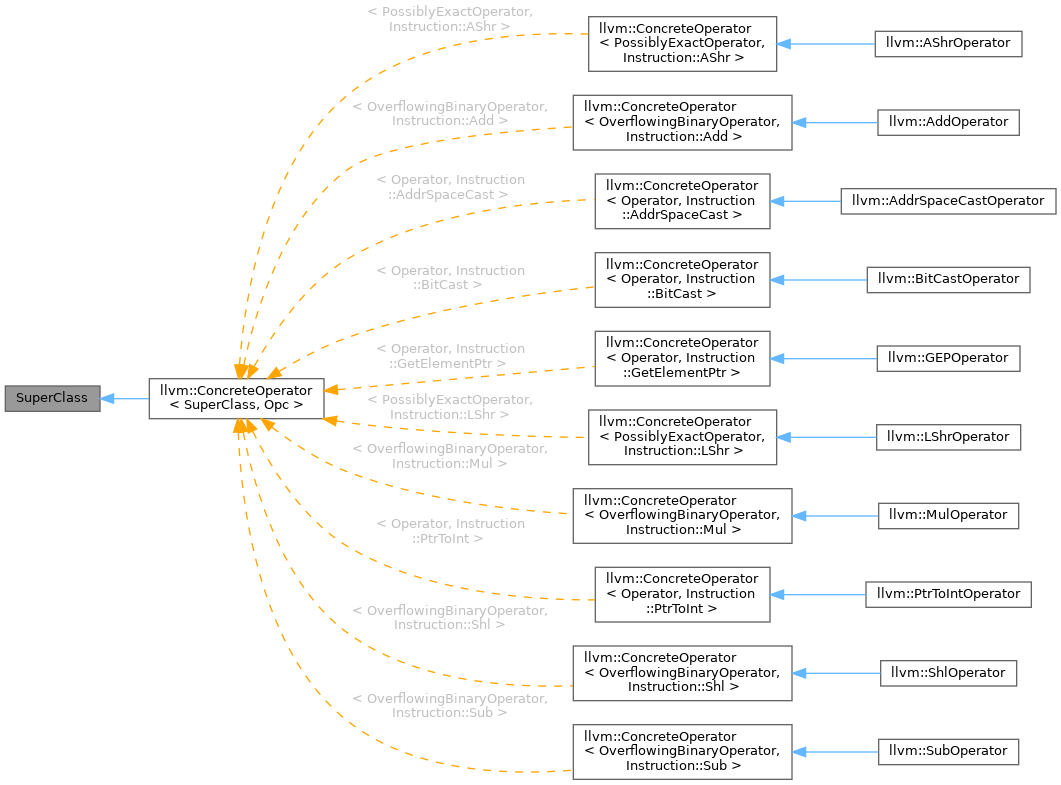 < PossiblyExactOperator,
Instruction::AShr >
llvm::ConcreteOperator
< PossiblyExactOperator,
Instruction::AShr >
llvm::AShrOperator
< OverflowingBinaryOperator,
Instruction::Add >
llvm::ConcreteOperator
< OverflowingBinaryOperator,
Instruction::Add >
llvm::AddOperator
< Operator, Instruction
::AddrSpaceCast >
llvm::ConcreteOperator
< Operator, Instruction
::AddrSpaceCast >
llvm::AddrSpaceCastOperator
< Operator, Instruction
::BitCast >
llvm::ConcreteOperator
< Operator, Instruction
::BitCast >
llvm::BitCastOperator
< Operator, Instruction
::GetElementPtr >
llvm::ConcreteOperator
< Operator, Instruction
::GetElementPtr >
llvm::GEPOperator
SuperClass
llvm::ConcreteOperator
< SuperClass, Opc >
< PossiblyExactOperator,
Instruction::LShr >
llvm::ConcreteOperator
< PossiblyExactOperator,
Instruction::LShr >
llvm::LShrOperator
< OverflowingBinaryOperator,
Instruction::Mul >
llvm::ConcreteOperator
< OverflowingBinaryOperator,
Instruction::Mul >
llvm::MulOperator
< Operator, Instruction
::PtrToInt >
llvm::ConcreteOperator
< Operator, Instruction
::PtrToInt >
llvm::PtrToIntOperator
< OverflowingBinaryOperator,
Instruction::Shl >
llvm::ConcreteOperator
< OverflowingBinaryOperator,
Instruction::Shl >
llvm::ShlOperator
< OverflowingBinaryOperator,
Instruction::Sub >
llvm::ConcreteOperator
< OverflowingBinaryOperator,
Instruction::Sub >
llvm::SubOperator